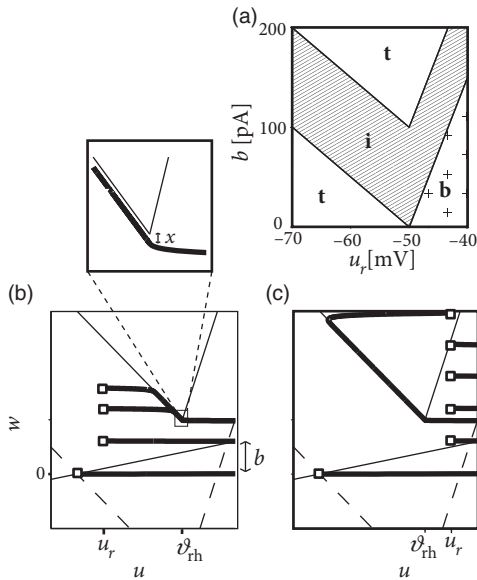 (a)
200
t
b [pA]
100
i
t
b
0
−70
−60
−50
−40
u_r[mV]
x
(b)
(c)
w
b
0
u_r
ϑ_rh
u
ϑ_rh
u_r
u